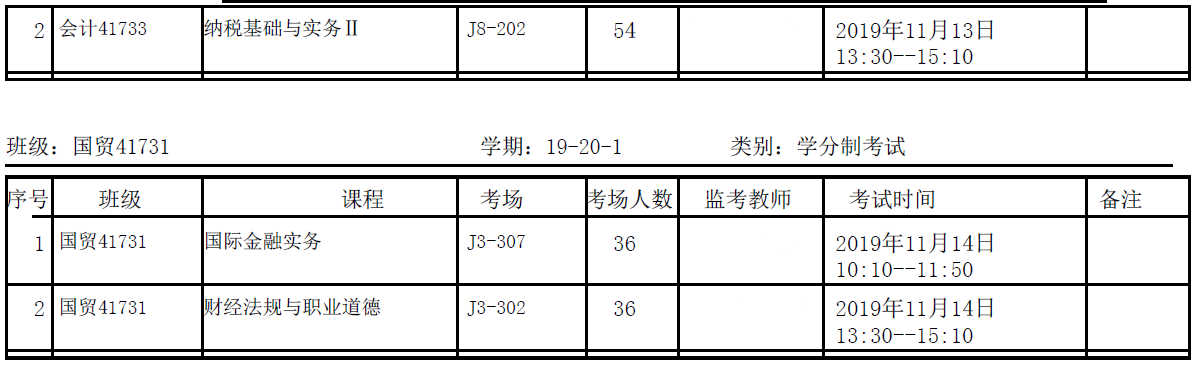 2 会计41733 纳税基础与实务Ⅱ J8-202 54 2019年11月13日
13:30--15:10
班级：国贸41731 学期：19-20-1 类别：学分制考试
序号 班级 课程 考场 考场人数 监考教师 考试时间 备注
1 国贸41731 国际金融实务 J3-307 36 2019年11月14日
10:10--11:50
2 国贸41731 财经法规与职业道德 J3-302 36 2019年11月14日
13:30--15:10